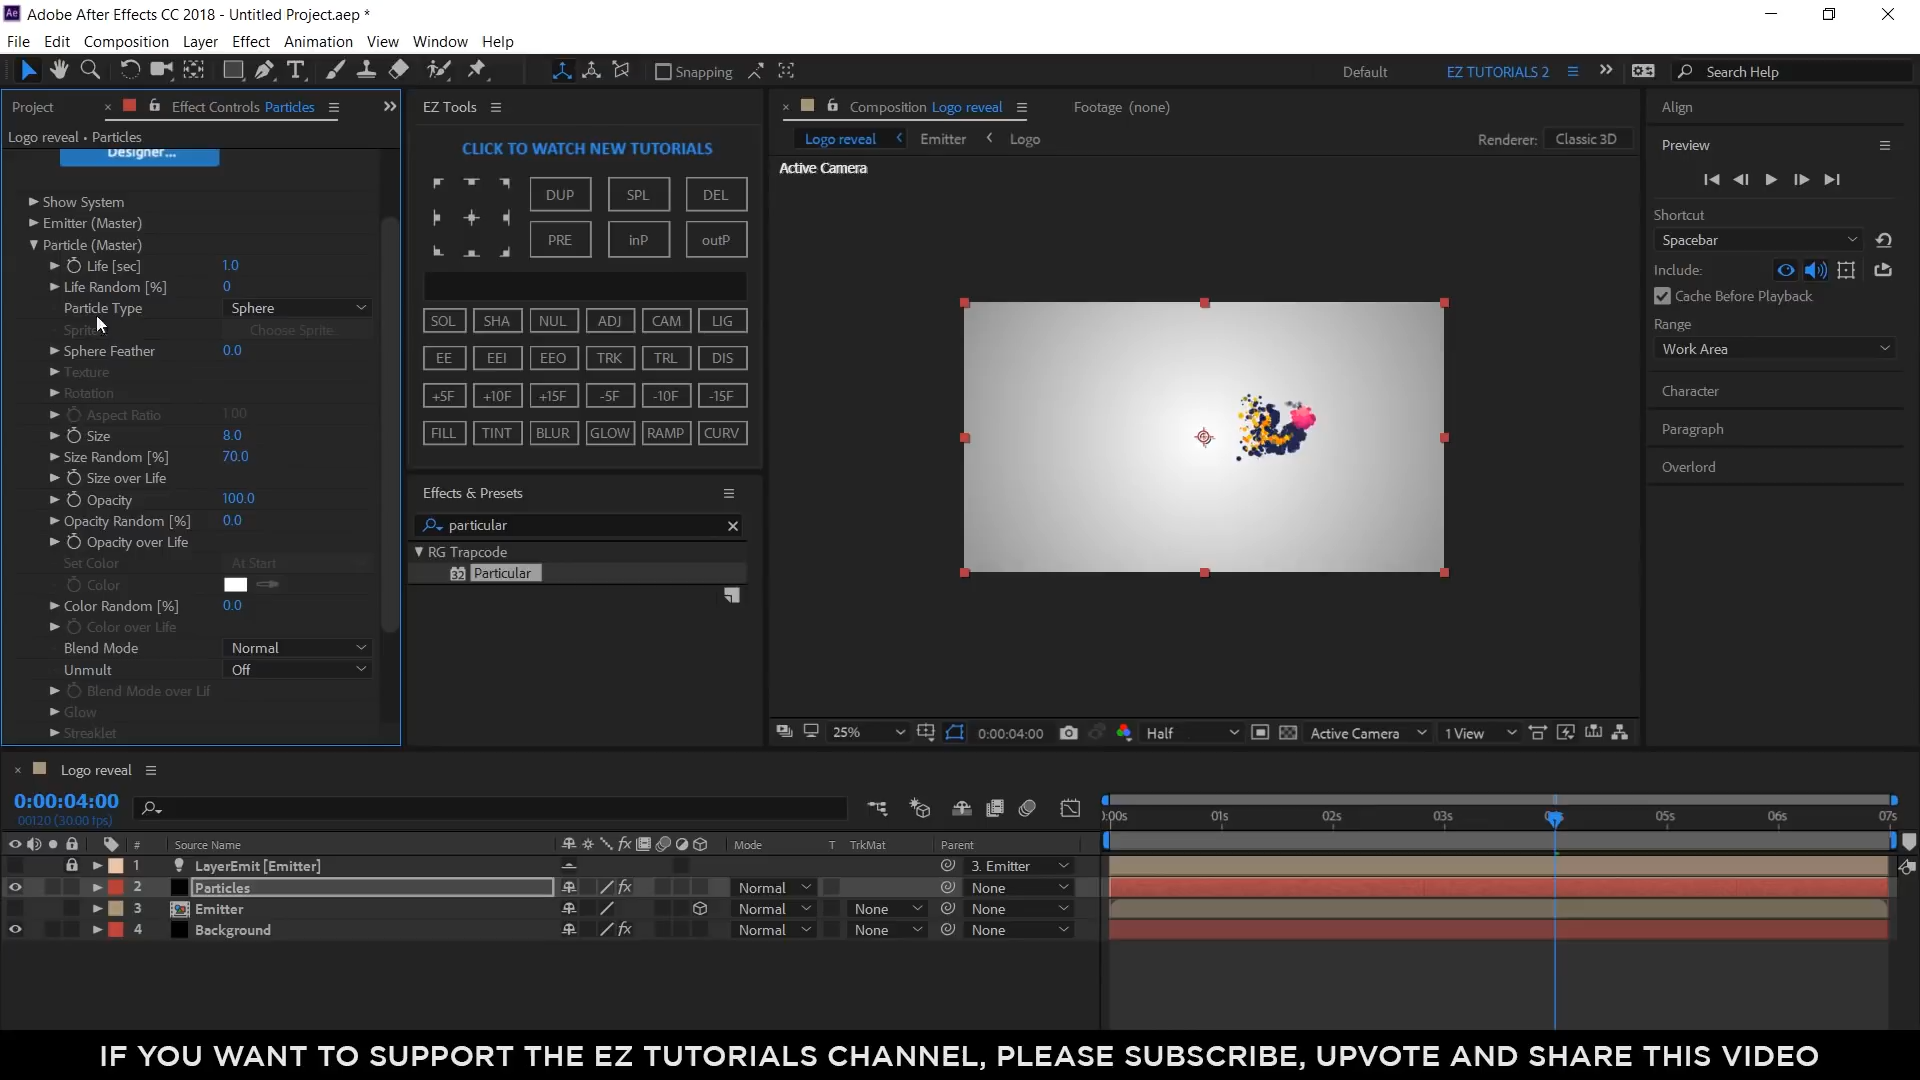 Adobe After Effects CC 2018 - Untitled Project.aep *
File Edit Composition Layer Effect Animation View Window Help
Snapping Default EZ TUTORIALS 2 Search Help
Project Effect Controls Particles
Logo reveal • Particles
Designer...
Show System
Emitter (Master)
Particle (Master)
Life [sec] 1.0
Life Random [%] 0
Particle Type Sphere
Choose Sprite...
Sphere Feather 0.0
Texture
Rotation
Aspect Ratio 1.00
Size 8.0
Size Random [%] 70.0
Size over Life
Opacity 100.0
Opacity Random [%] 0.0
Opacity over Life
Set Color At Start
Color
Color Random [%] 0.0
Color over Life
Blend Mode Normal
Unmult Off
Blend Mode over Lif
Glow
Streaklet
EZ Tools
CLICK TO WATCH NEW TUTORIALS
DUP SPL DEL
PRE inP outP
SOL SHA NUL ADJ CAM LIG
EE EEI EEO TRK TRL DIS
+5F +10F +15F -5F -10F -15F
FILL TINT BLUR GLOW RAMP CURV
Effects & Presets
particular
RG Trapcode
32 Particular
Composition Logo reveal Footage (none)
Logo reveal Emitter Logo Renderer: Classic 3D
Active Camera
25% 0:00:04:00 Half Active Camera 1 View
Align
Preview
Shortcut
Spacebar
Include:
Cache Before Playback
Range
Work Area
Character
Paragraph
Overlord
Logo reveal
0:00:04:00
00120 (30.00 fps)
:00s 01s 02s 03s 05s 06s 07s
# Source Name Mode T TrkMat Parent
1 LayerEmit [Emitter] 3. Emitter
2 Particles Normal None
3 Emitter Normal None None
4 Background Normal None None
IF YOU WANT TO SUPPORT THE EZ TUTORIALS CHANNEL, PLEASE SUBSCRIBE, UPVOTE AND SHARE THIS VIDEO